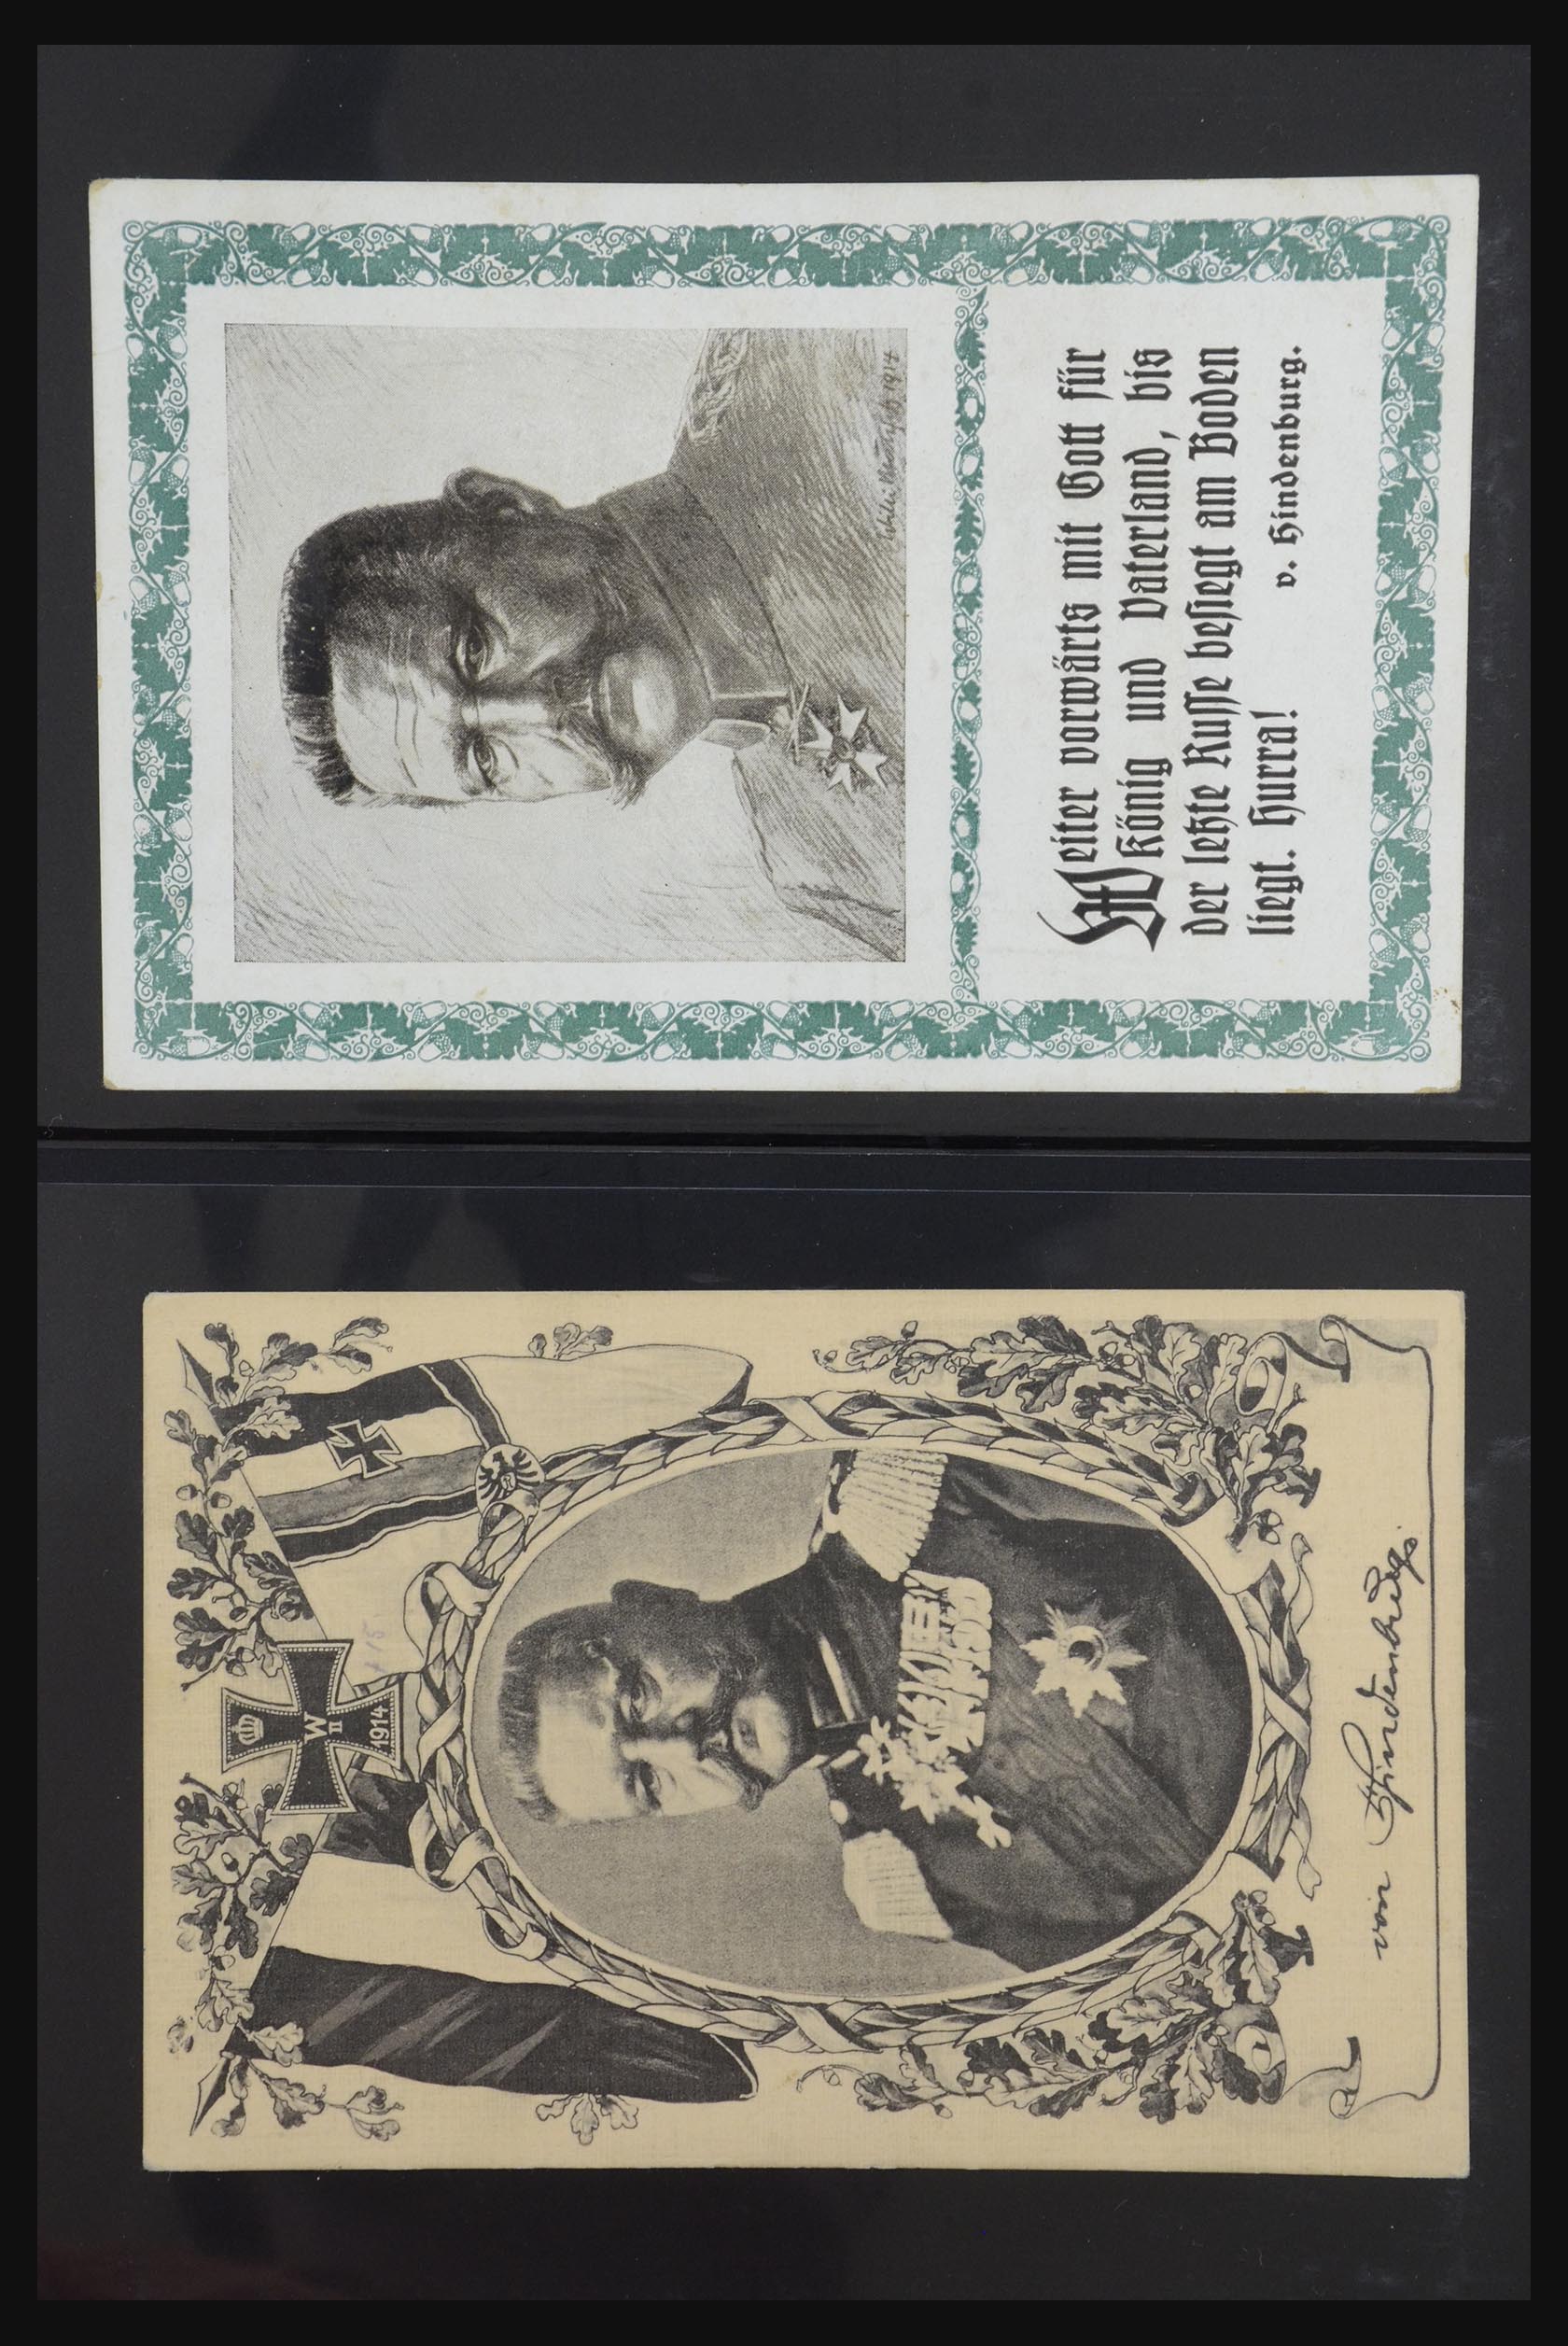 1914
Weiter vorwärts mit Gott für
König und Vaterland, bis
der letzte Russe besiegt am Boden
liegt. Hurra!
v. Hindenburg.
W
II
1914
von Hindenburg.